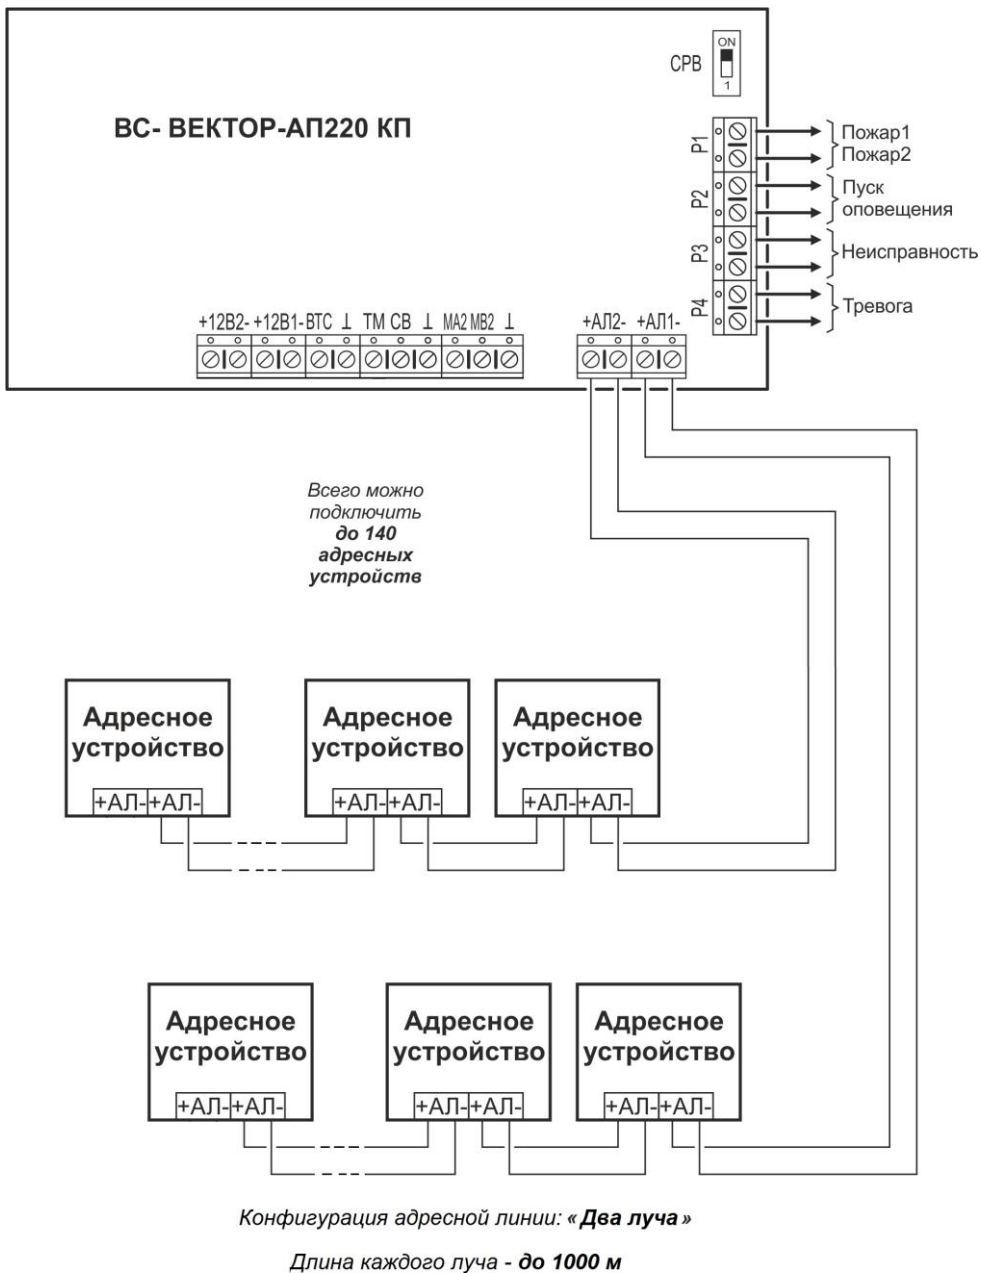 ON
СРВ
1
ВС- ВЕКТОР-АП220 КП
Р1
Пожар1
Пожар2
Р2
Пуск
оповещения
Р3
Неисправность
Р4
Тревога
+12В2- +12В1- ВТС ⊥ ТМ СВ ⊥ МА2 МВ2 ⊥
+АЛ2- +АЛ1-
Всего можно
подключить
до 140
адресных
устройств
Адресное
устройство
+АЛ-+АЛ-
Адресное
устройство
+АЛ-+АЛ-
Адресное
устройство
+АЛ-+АЛ-
Адресное
устройство
+АЛ-+АЛ-
Адресное
устройство
+АЛ-+АЛ-
Адресное
устройство
+АЛ-+АЛ-
Конфигурация адресной линии: «Два луча»
Длина каждого луча - до 1000 м